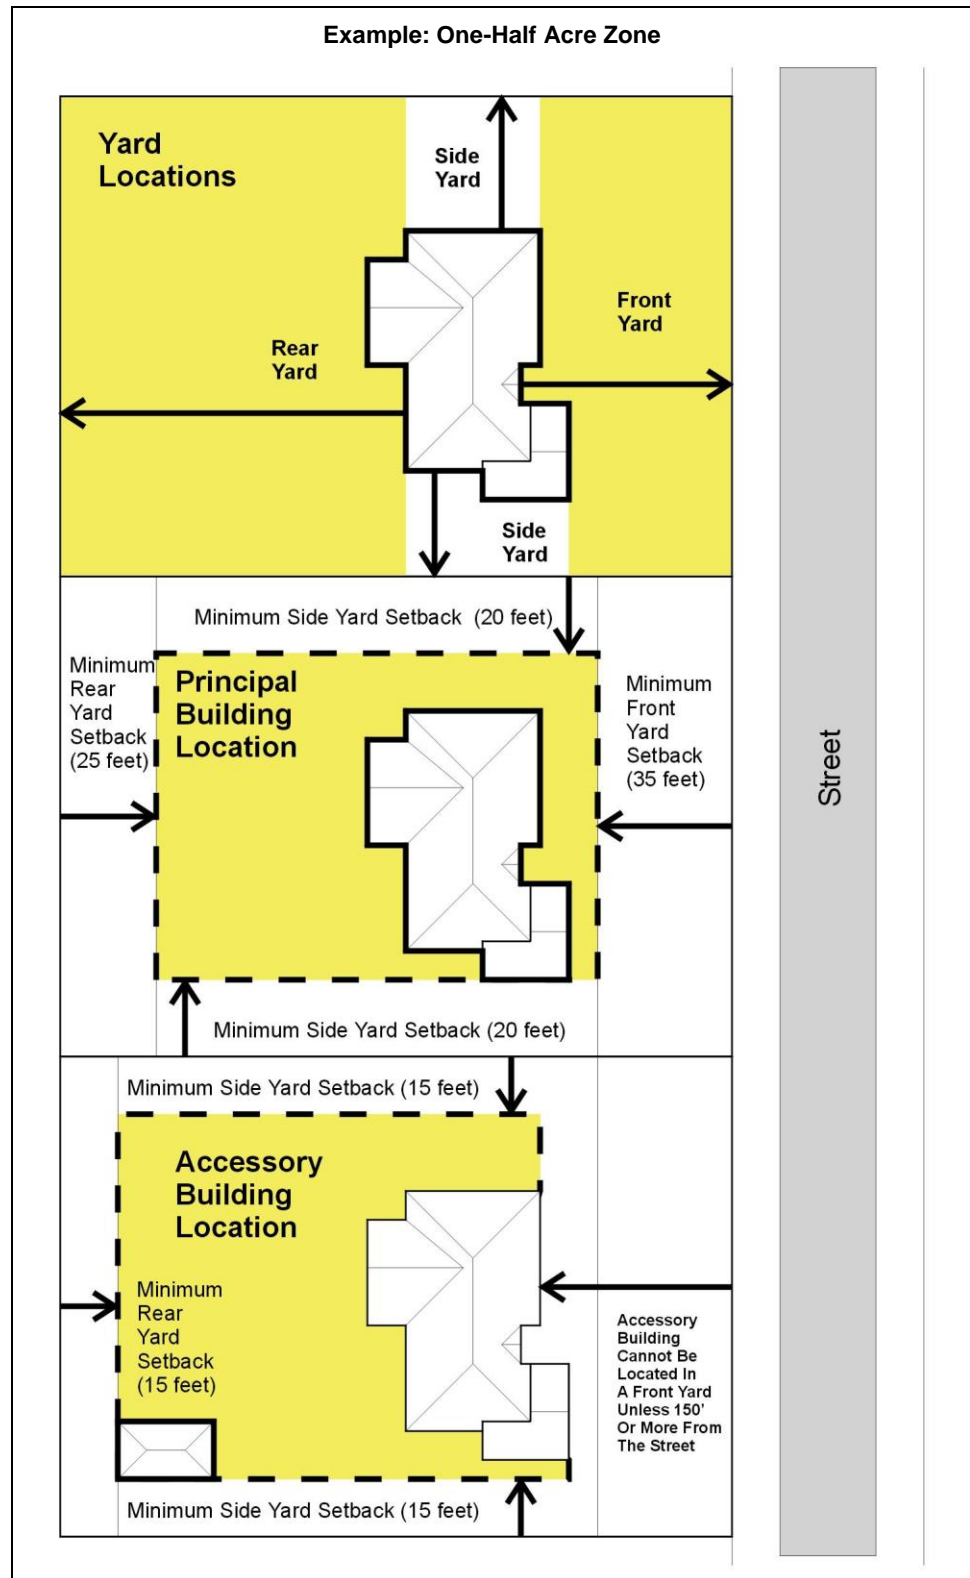 Example: One-Half Acre Zone
Yard
Locations
Side
Yard
Front
Yard
Rear
Yard
Side
Yard
Minimum Side Yard Setback (20 feet)
Minimum
Rear
Yard
Setback
(25 feet)
Principal
Building
Location
Minimum
Front
Yard
Setback
(35 feet)
Street
Minimum Side Yard Setback (20 feet)
Minimum Side Yard Setback (15 feet)
Accessory
Building
Location
Minimum
Rear
Yard
Setback
(15 feet)
Accessory
Building
Cannot Be
Located In
A Front Yard
Unless 150'
Or More From
The Street
Minimum Side Yard Setback (15 feet)